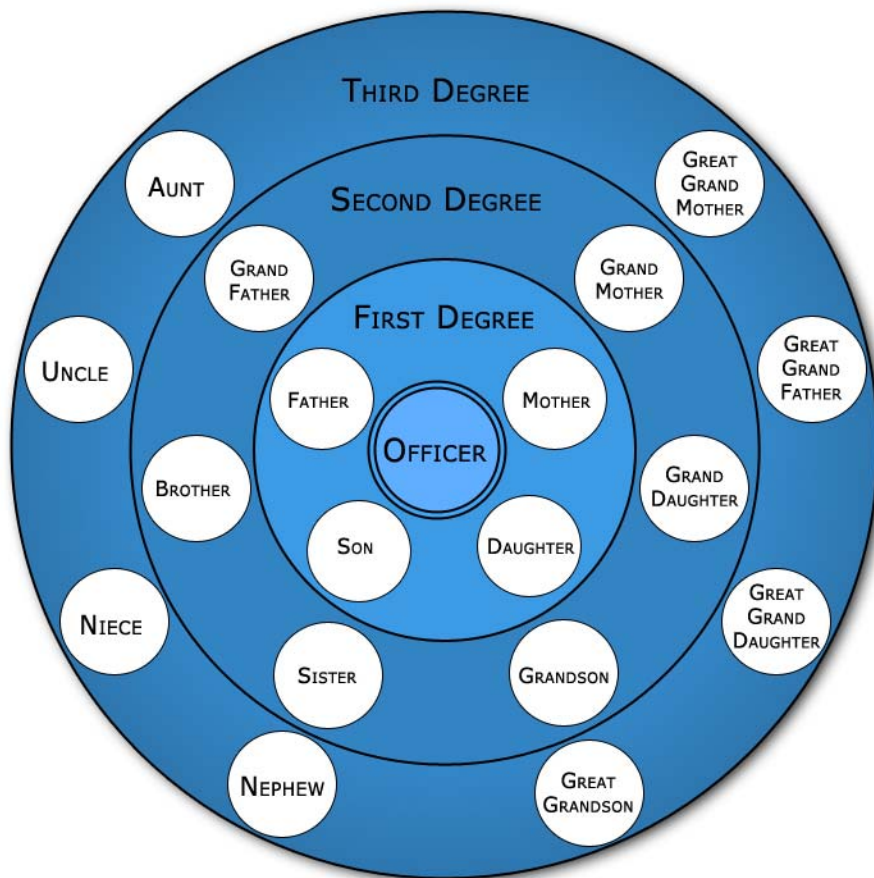 THIRD DEGREE
AUNT
GREAT
GRAND
MOTHER
SECOND DEGREE
GRAND
FATHER
GRAND
MOTHER
FIRST DEGREE
UNCLE
GREAT
GRAND
FATHER
FATHER
MOTHER
OFFICER
BROTHER
GRAND
DAUGHTER
SON
DAUGHTER
NIECE
GREAT
GRAND
DAUGHTER
SISTER
GRANDSON
NEPHEW
GREAT
GRANDSON